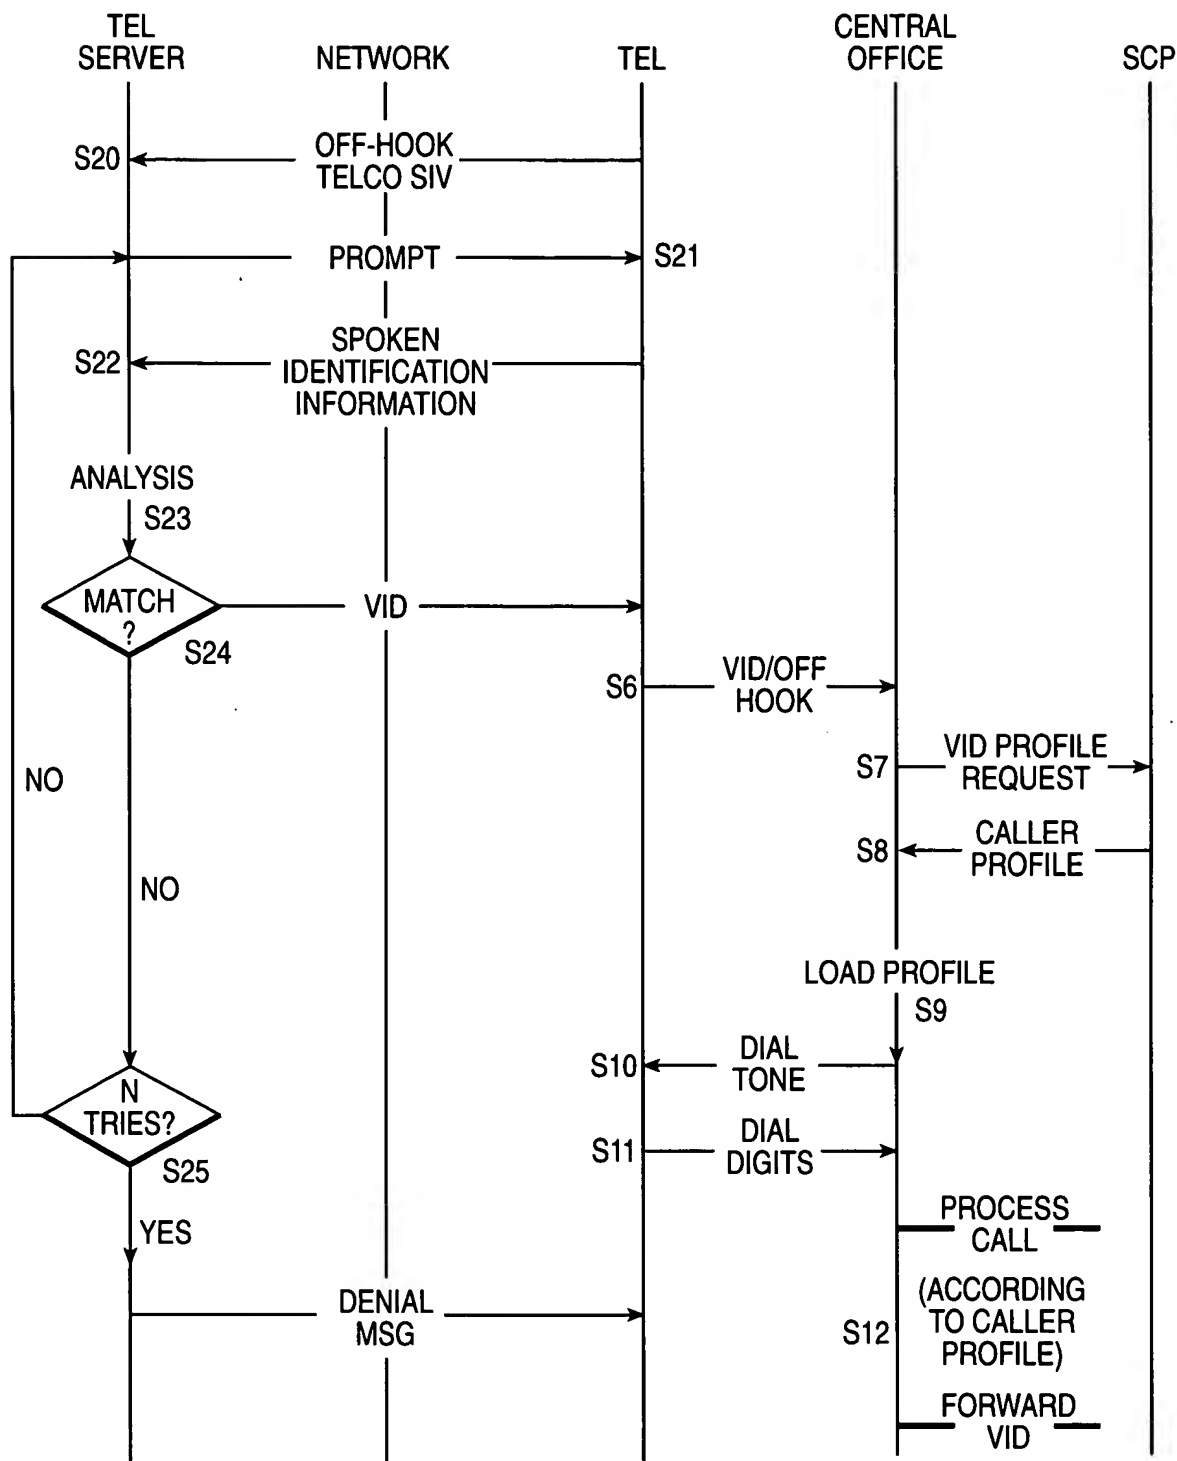 TEL
SERVER
NETWORK
TEL
CENTRAL
OFFICE
SCP
S20
OFF-HOOK
TELCO SIV
PROMPT
S21
S22
SPOKEN
IDENTIFICATION
INFORMATION
ANALYSIS
S23
MATCH
?
S24
VID
S6
VID/OFF
HOOK
S7
VID PROFILE
REQUEST
NO
S8
CALLER
PROFILE
NO
LOAD PROFILE
S9
S10
DIAL
TONE
N
TRIES?
S25
S11
DIAL
DIGITS
YES
PROCESS
CALL
DENIAL
MSG
S12
(ACCORDING
TO CALLER
PROFILE)
FORWARD
VID